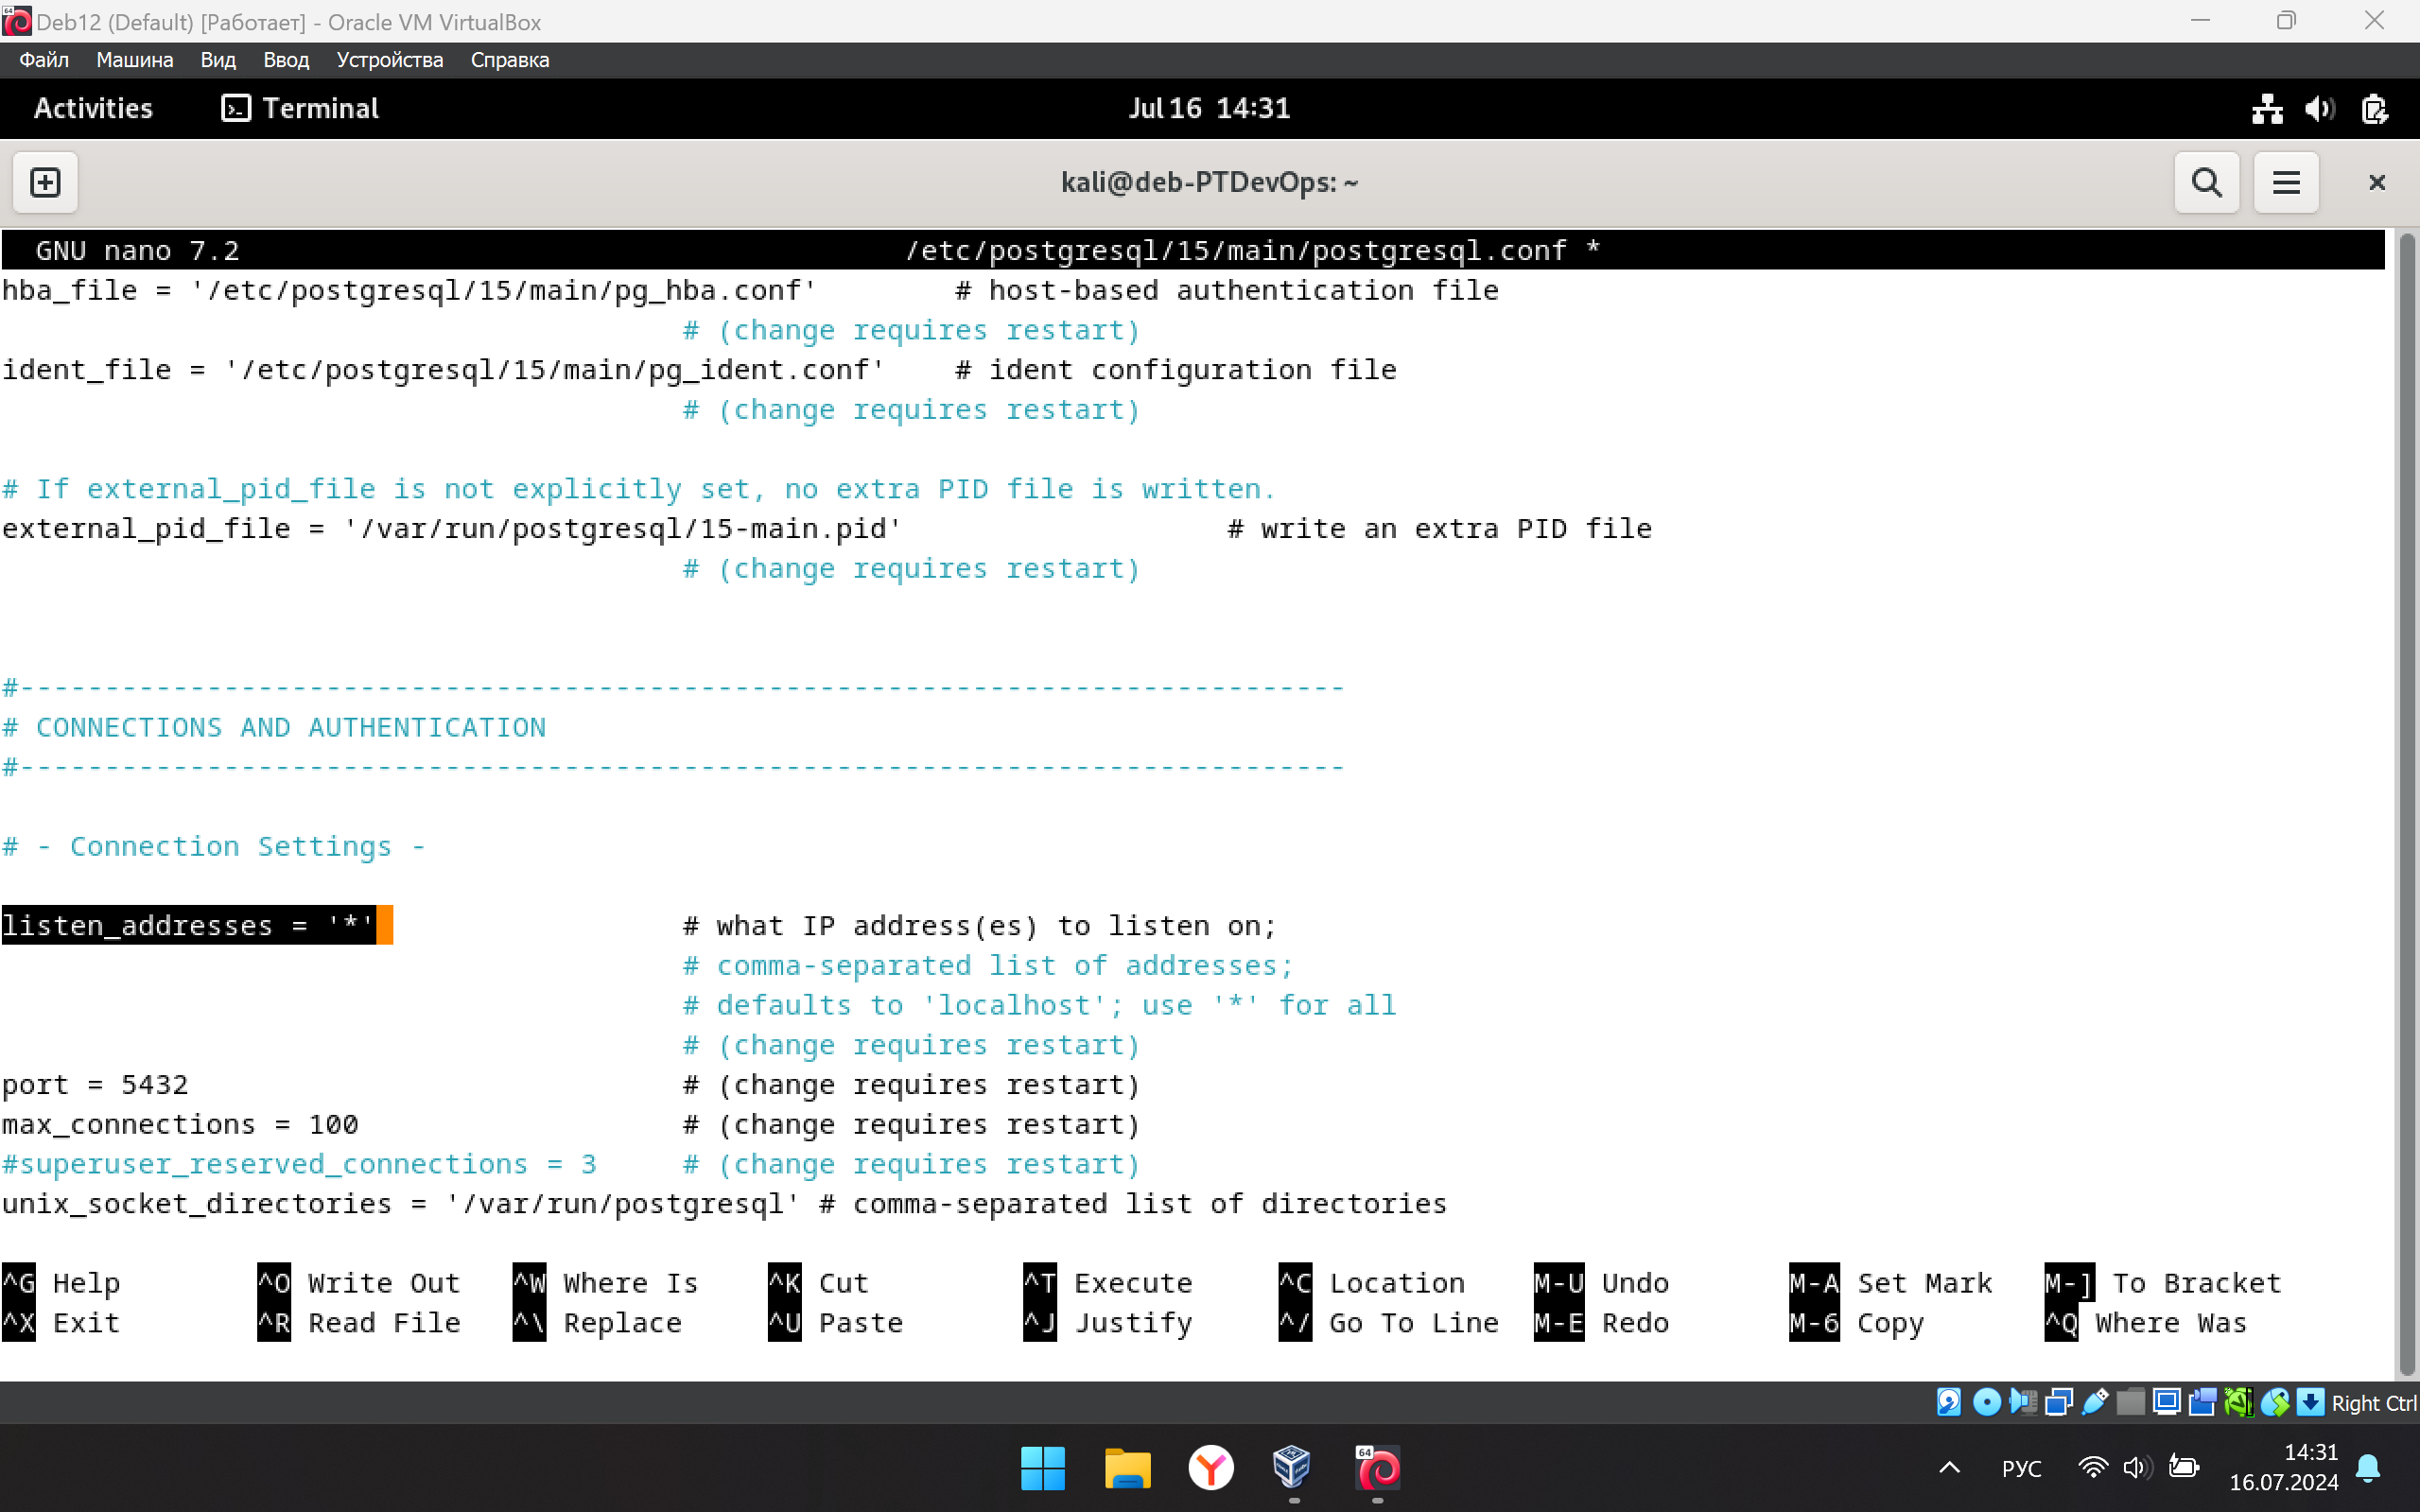 64
Deb12 (Default) [Работает] - Oracle VM VirtualBox
Файл Машина Вид Ввод Устройства Справка
Activities Terminal Jul 16 14:31
kali@deb-PTDevOps: ~
GNU nano 7.2 /etc/postgresql/15/main/postgresql.conf *
hba_file = '/etc/postgresql/15/main/pg_hba.conf' # host-based authentication file
# (change requires restart)
ident_file = '/etc/postgresql/15/main/pg_ident.conf' # ident configuration file
# (change requires restart)
# If external_pid_file is not explicitly set, no extra PID file is written.
external_pid_file = '/var/run/postgresql/15-main.pid' # write an extra PID file
# (change requires restart)
#------------------------------------------------------------------------------
# CONNECTIONS AND AUTHENTICATION
#------------------------------------------------------------------------------
# - Connection Settings -
listen_addresses = '*' # what IP address(es) to listen on;
# comma-separated list of addresses;
# defaults to 'localhost'; use '*' for all
# (change requires restart)
port = 5432 # (change requires restart)
max_connections = 100 # (change requires restart)
#superuser_reserved_connections = 3 # (change requires restart)
unix_socket_directories = '/var/run/postgresql' # comma-separated list of directories
^G Help ^O Write Out ^W Where Is ^K Cut ^T Execute ^C Location M-U Undo M-A Set Mark M-] To Bracket
^X Exit ^R Read File ^\ Replace ^U Paste ^J Justify ^/ Go To Line M-E Redo M-6 Copy ^Q Where Was
Right Ctrl
64
РУС
14:31
16.07.2024